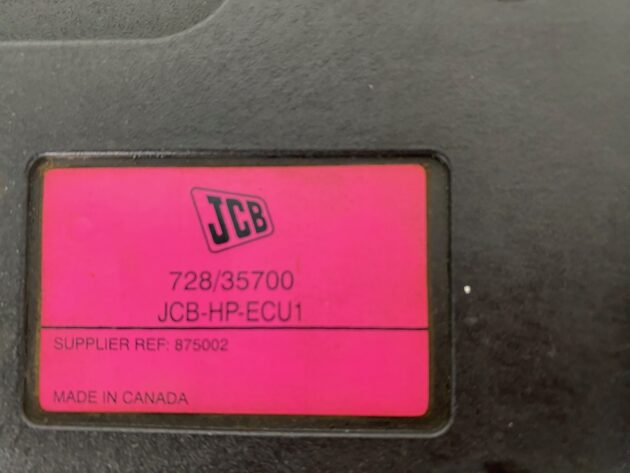 JCB
728/35700
JCB-HP-ECU1
SUPPLIER REF: 875002
MADE IN CANADA